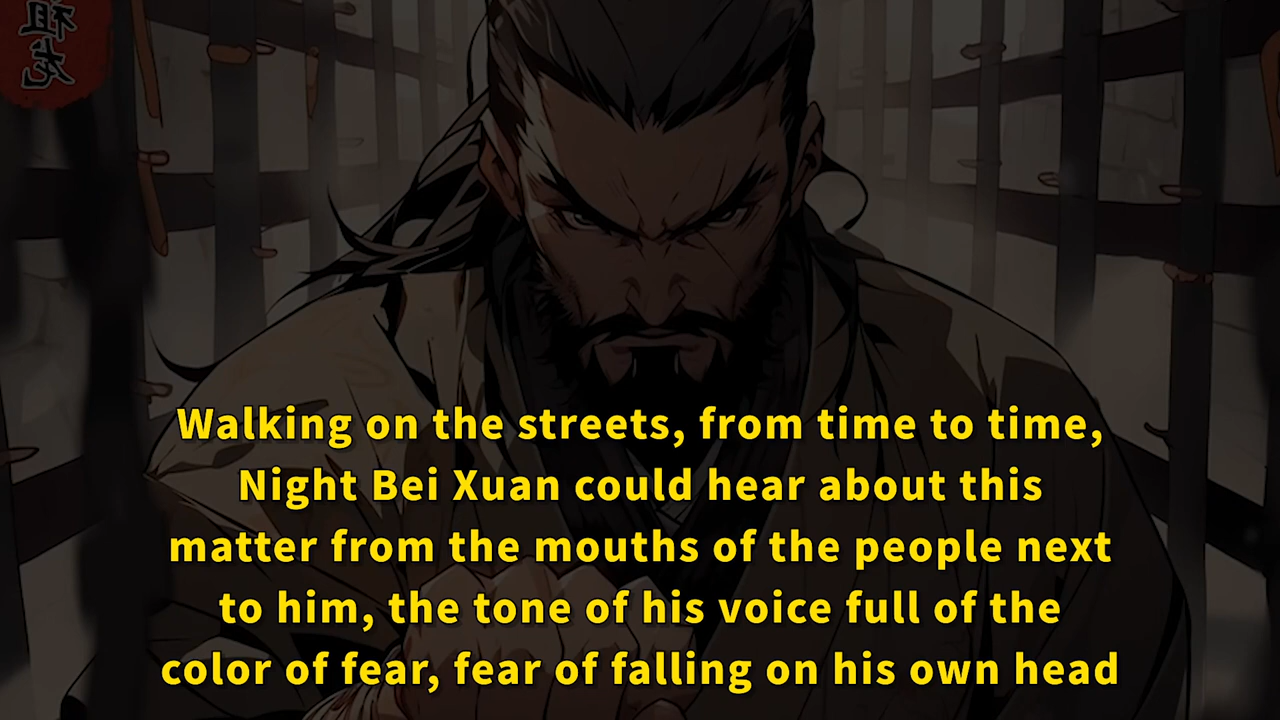 祖龙
Walking on the streets, from time to time,
Night Bei Xuan could hear about this
matter from the mouths of the people next
to him, the tone of his voice full of the
color of fear, fear of falling on his own head